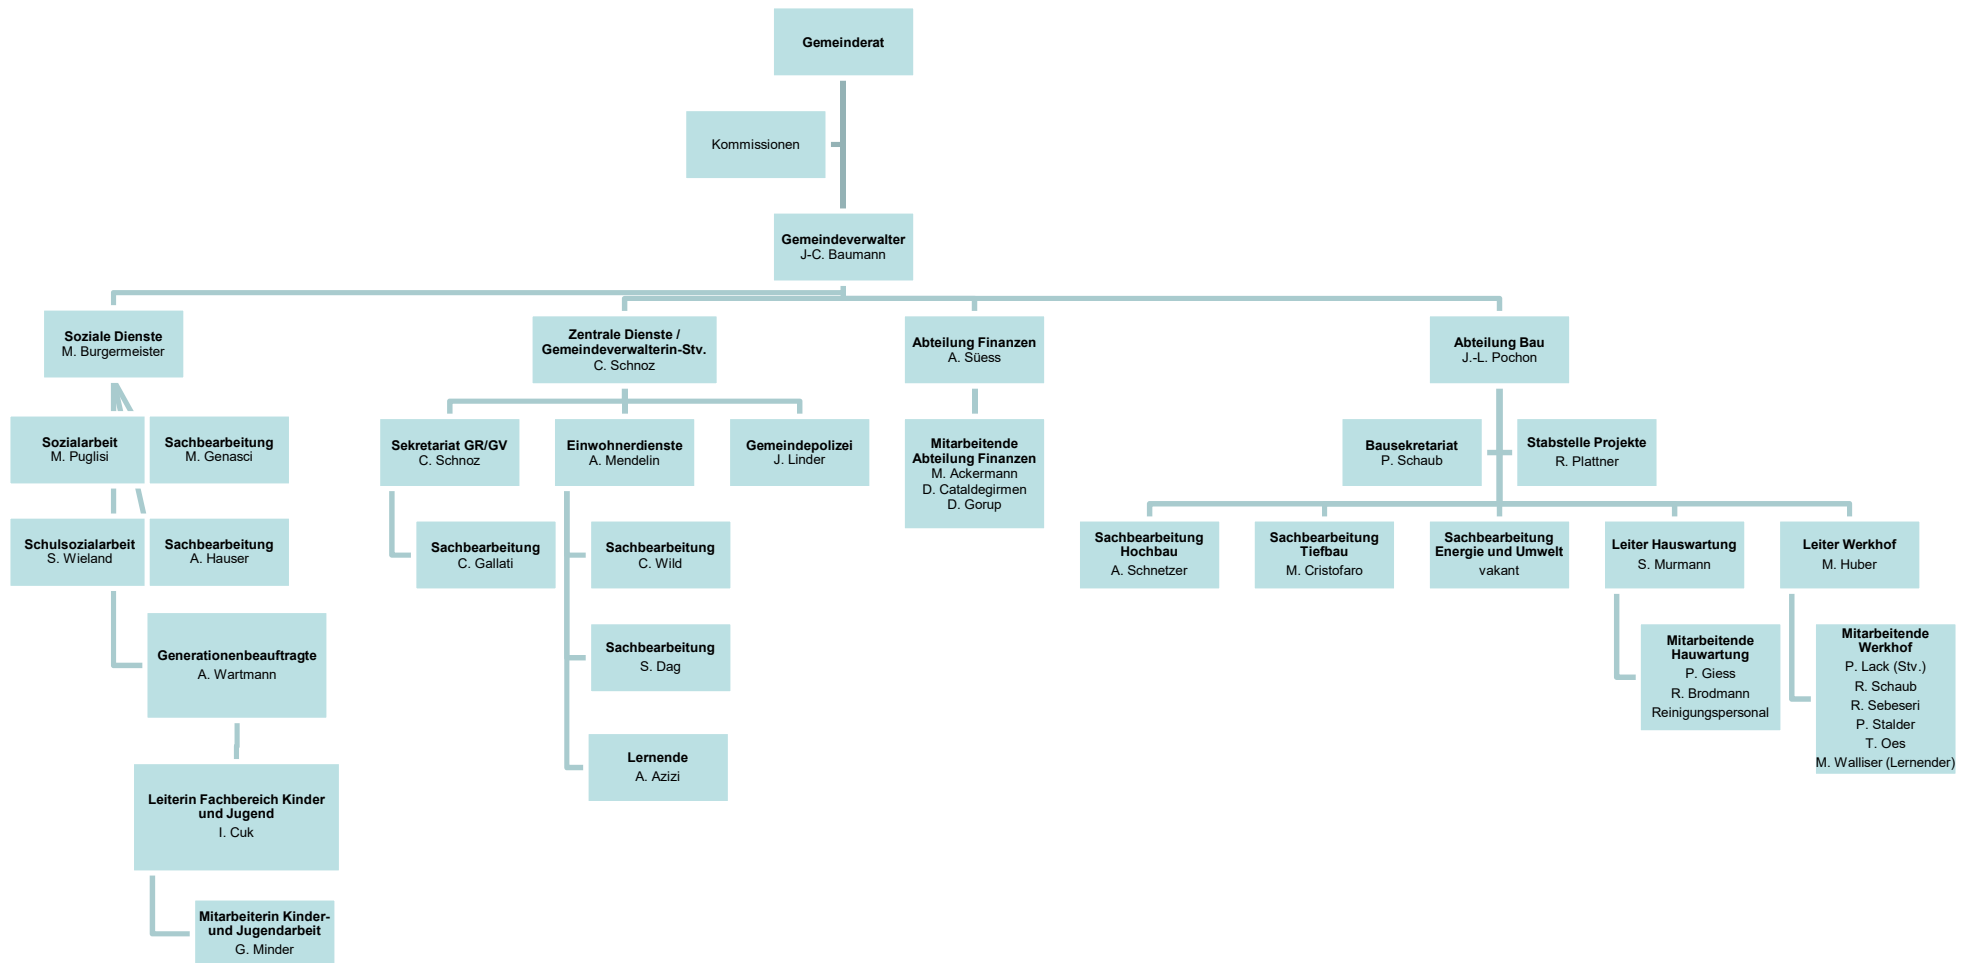 Gemeinderat
Kommissionen
Gemeindeverwalter
J-C. Baumann
Soziale Dienste
M. Burgermeister
Zentrale Dienste /
Gemeindeverwalterin-Stv.
C. Schnoz
Abteilung Finanzen
A. Süess
Abteilung Bau
J.-L. Pochon
Sozialarbeit
M. Puglisi
Sachbearbeitung
M. Genasci
Sekretariat GR/GV
C. Schnoz
Einwohnerdienste
A. Mendelin
Gemeindepolizei
J. Linder
Mitarbeitende
Abteilung Finanzen
M. Ackermann
D. Cataldegirmen
D. Gorup
Bausekretariat
P. Schaub
Stabstelle Projekte
R. Plattner
Schulsozialarbeit
S. Wieland
Sachbearbeitung
A. Hauser
Sachbearbeitung
C. Gallati
Sachbearbeitung
C. Wild
Sachbearbeitung
Hochbau
A. Schnetzer
Sachbearbeitung
Tiefbau
M. Cristofaro
Sachbearbeitung
Energie und Umwelt
vakant
Leiter Hauswartung
S. Murmann
Leiter Werkhof
M. Huber
Generationenbeauftragte
A. Wartmann
Sachbearbeitung
S. Dag
Mitarbeitende
Hauwartung
P. Giess
R. Brodmann
Reinigungspersonal
Mitarbeitende
Werkhof
P. Lack (Stv.)
R. Schaub
R. Sebeseri
P. Stalder
T. Oes
M. Walliser (Lernender)
Lernende
A. Azizi
Leiterin Fachbereich Kinder
und Jugend
I. Cuk
Mitarbeiterin Kinder-
und Jugendarbeit
G. Minder